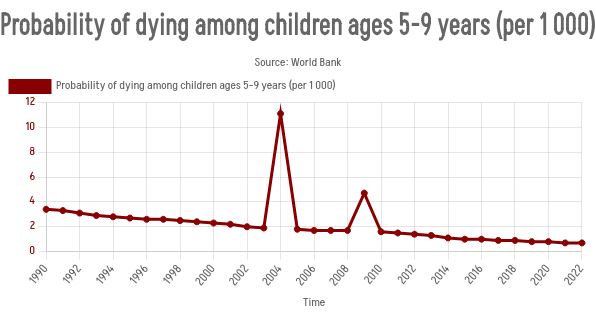 Probability of dying among children ages 5-9 years (per 1 000)
Source: World Bank
Probability of dying among children ages 5-9 years (per 1 000)
12
10
8
6
4
2
0
1990 1992 1994 1996 1998 2000 2002 2004 2006 2008 2010 2012 2014 2016 2018 2020 2022
Time